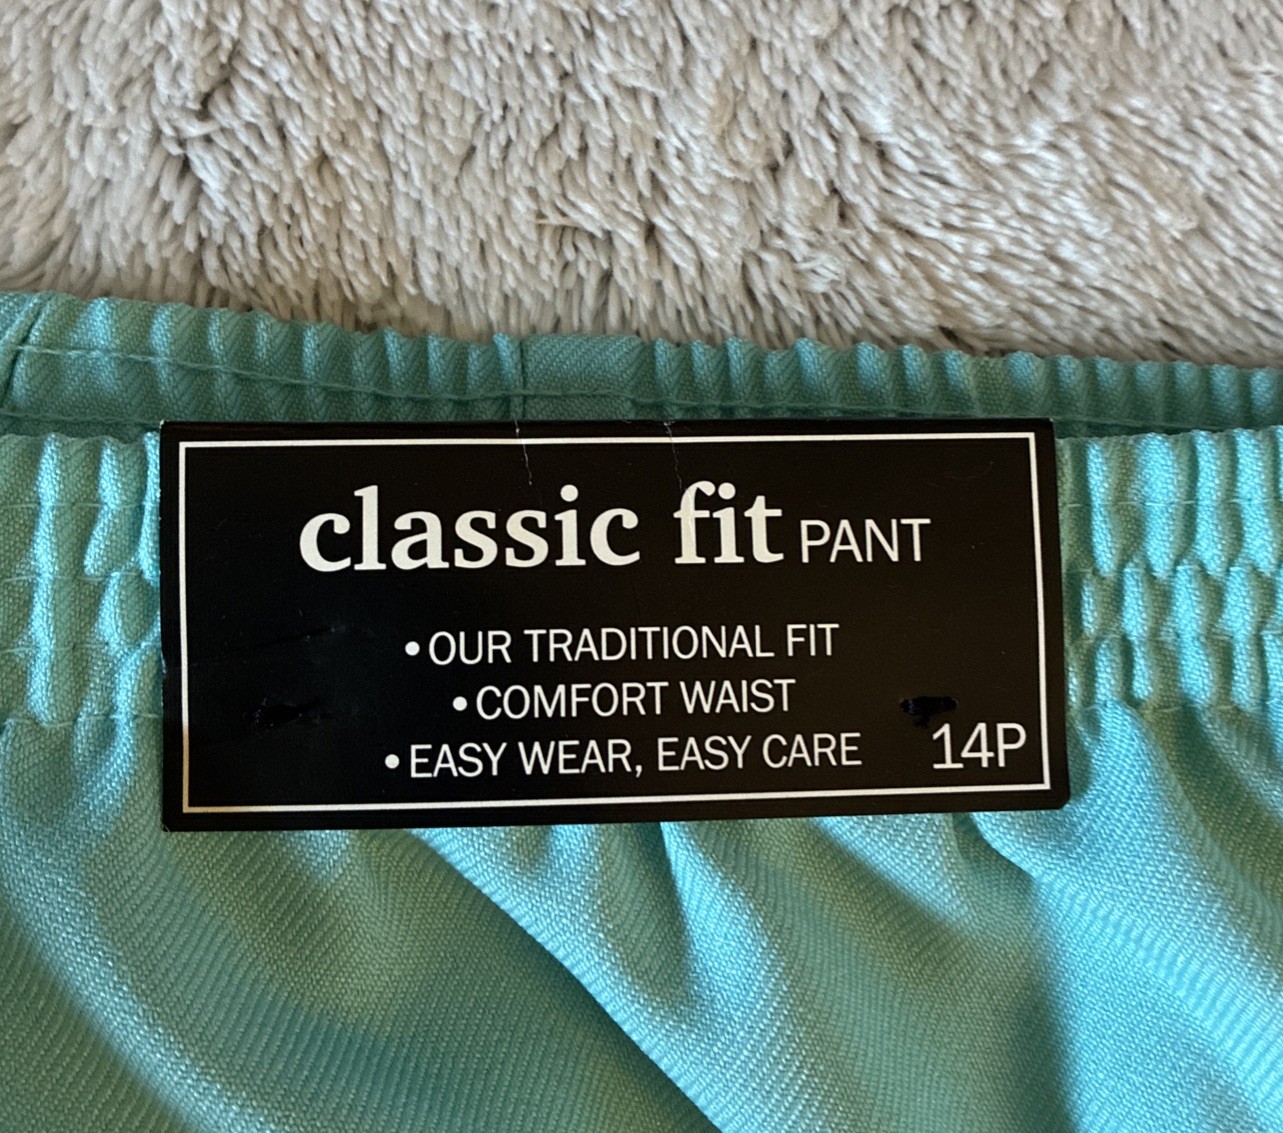 classic fit PANT
• OUR TRADITIONAL FIT
• COMFORT WAIST
• EASY WEAR, EASY CARE
14P